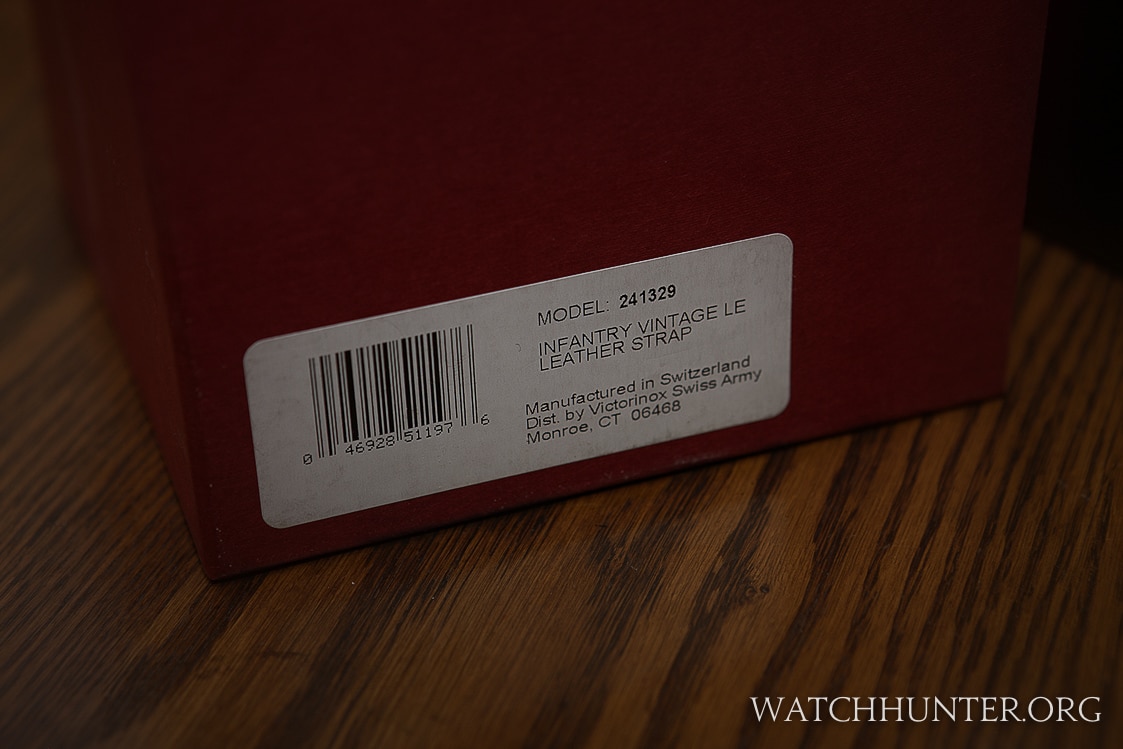 MODEL: 241329
INFANTRY VINTAGE LE
LEATHER STRAP
Manufactured in Switzerland
Dist. by Victorinox Swiss Army
Monroe, CT 06468
0 46928 51197 6
WATCHHUNTER.ORG